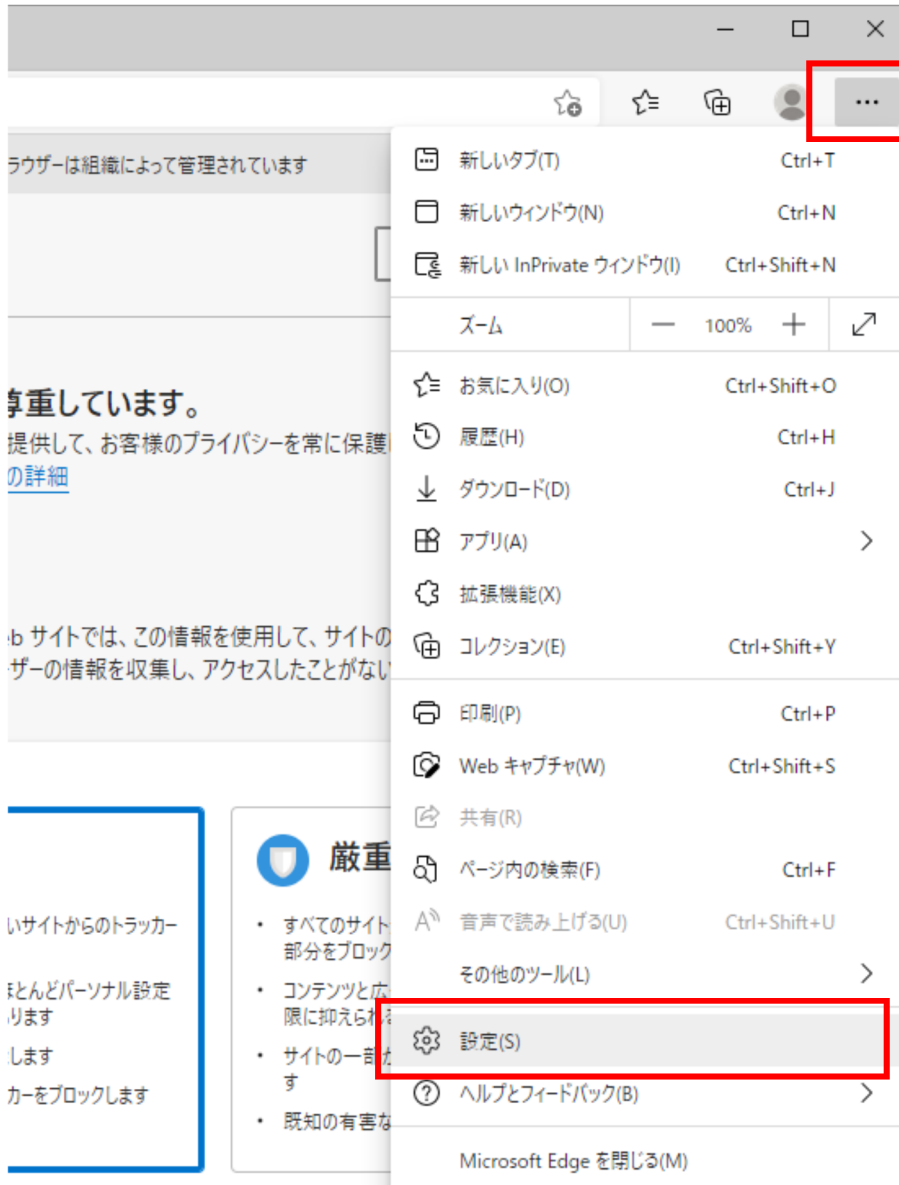 ラウザーは組織によって管理されています
新しいタブ(T) Ctrl+T
新しいウィンドウ(N) Ctrl+N
新しい InPrivate ウィンドウ(I) Ctrl+Shift+N
ズーム 100%
尊重しています。
提供して、お客様のプライバシーを常に保護
の詳細
お気に入り(O) Ctrl+Shift+O
履歴(H) Ctrl+H
ダウンロード(D) Ctrl+J
アプリ(A)
拡張機能(X)
コレクション(E) Ctrl+Shift+Y
eb サイトでは、この情報を使用して、サイトの
ーザーの情報を収集し、アクセスしたことがない
印刷(P) Ctrl+P
Web キャプチャ(W) Ctrl+Shift+S
共有(R)
ページ内の検索(F) Ctrl+F
音声で読み上げる(U) Ctrl+Shift+U
その他のツール(L)
設定(S)
ヘルプとフィードバック(B)
Microsoft Edge を閉じる(M)
いサイトからのトラッカー
ほとんどパーソナル設定
ります
します
カーをブロックします
厳重
・ すべてのサイト
部分をブロック
・ コンテンツと広
限に抑えられ
・ サイトの一部が
す
・ 既知の有害な